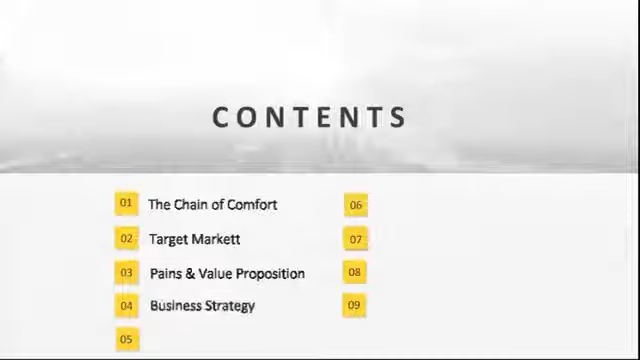 CONTENTS
01 The Chain of Comfort
02 Target Markett
03 Pains & Value Proposition
04 Business Strategy
05
06
07
08
09